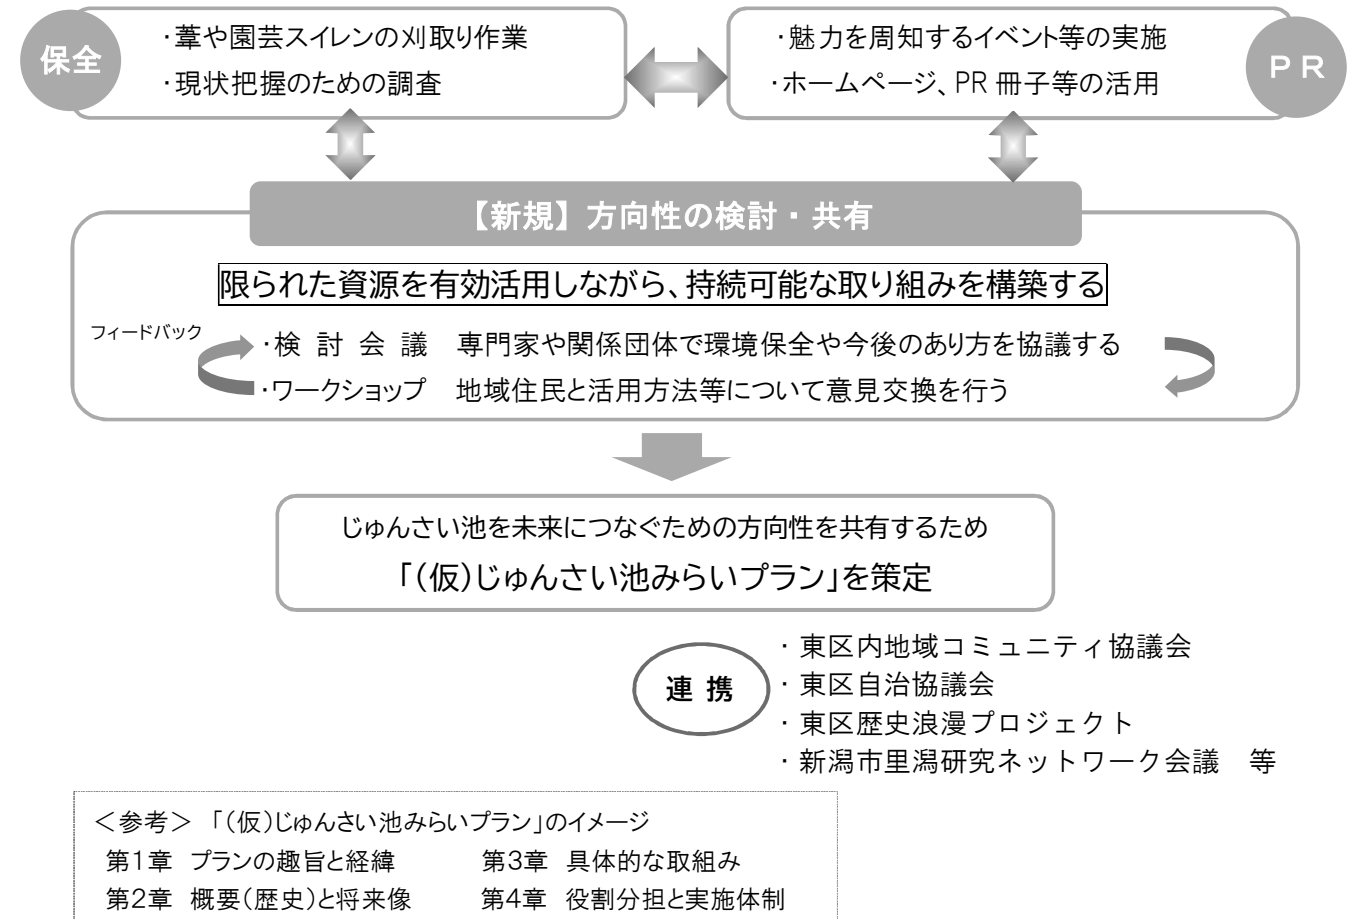 保全
・葦や園芸スイレンの刈取り作業
・現状把握のための調査
・魅力を周知するイベント等の実施
・ホームページ、PR 冊子等の活用
ＰＲ
【新規】方向性の検討・共有
限られた資源を有効活用しながら、持続可能な取り組みを構築する
フィードバック
・検 討 会 議　専門家や関係団体で環境保全や今後のあり方を協議する
・ワークショップ　地域住民と活用方法等について意見交換を行う
じゅんさい池を未来につなぐための方向性を共有するため
「(仮)じゅんさい池みらいプラン」を策定
連 携
・東区内地域コミュニティ協議会
・東区自治協議会
・東区歴史浪漫プロジェクト
・新潟市里潟研究ネットワーク会議　等
＜参考＞「(仮)じゅんさい池みらいプラン」のイメージ
第１章　プランの趣旨と経緯　　第３章　具体的な取組み
第２章　概要(歴史)と将来像　　第４章　役割分担と実施体制